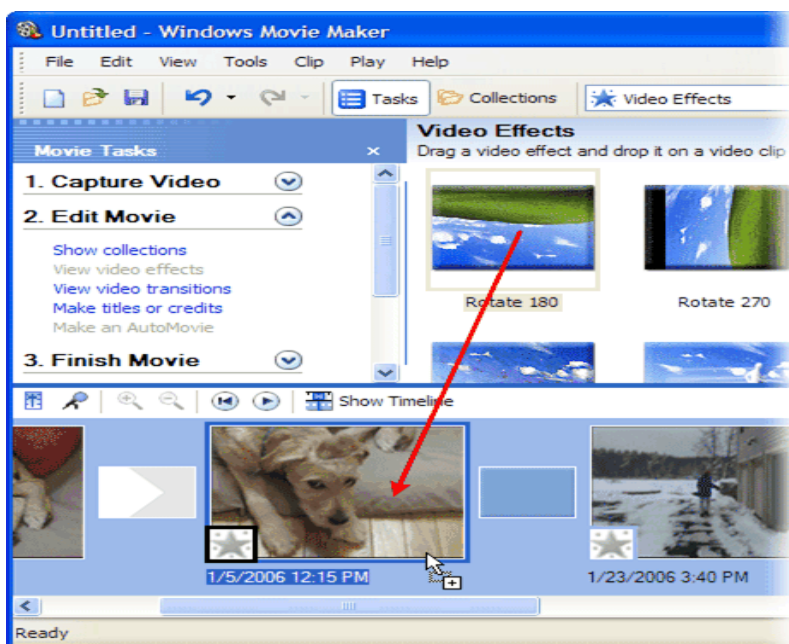 Untitled - Windows Movie Maker
File Edit View Tools Clip Play Help
Tasks Collections Video Effects
Movie Tasks
1. Capture Video
2. Edit Movie
Show collections
View video effects
View video transitions
Make titles or credits
Make an AutoMovie
3. Finish Movie
Video Effects
Drag a video effect and drop it on a video clip
Rotate 180 Rotate 270
Show Timeline
1/5/2006 12:15 PM 1/23/2006 3:40 PM
Ready